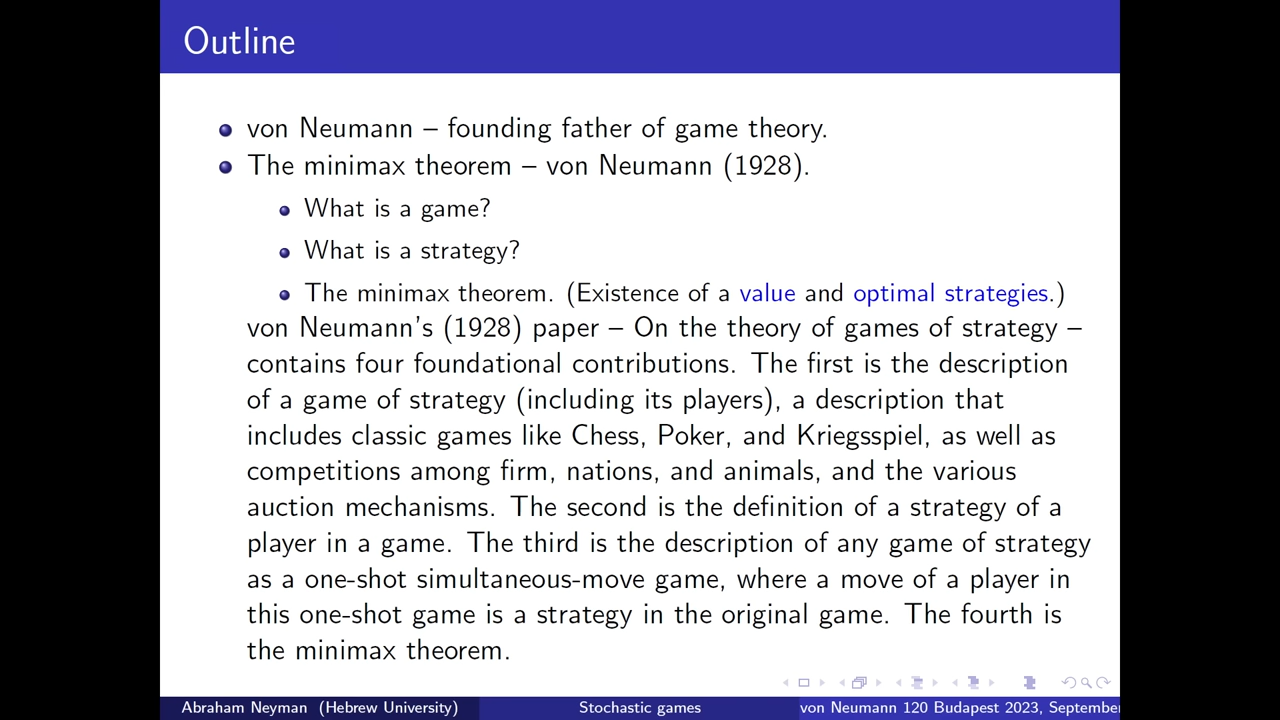 Outline
von Neumann – founding father of game theory.
The minimax theorem – von Neumann (1928).
What is a game?
What is a strategy?
The minimax theorem. (Existence of a value and optimal strategies.)
von Neumann's (1928) paper – On the theory of games of strategy –
contains four foundational contributions. The first is the description
of a game of strategy (including its players), a description that
includes classic games like Chess, Poker, and Kriegsspiel, as well as
competitions among firm, nations, and animals, and the various
auction mechanisms. The second is the definition of a strategy of a
player in a game. The third is the description of any game of strategy
as a one-shot simultaneous-move game, where a move of a player in
this one-shot game is a strategy in the original game. The fourth is
the minimax theorem.
Abraham Neyman (Hebrew University) Stochastic games von Neumann 120 Budapest 2023, September